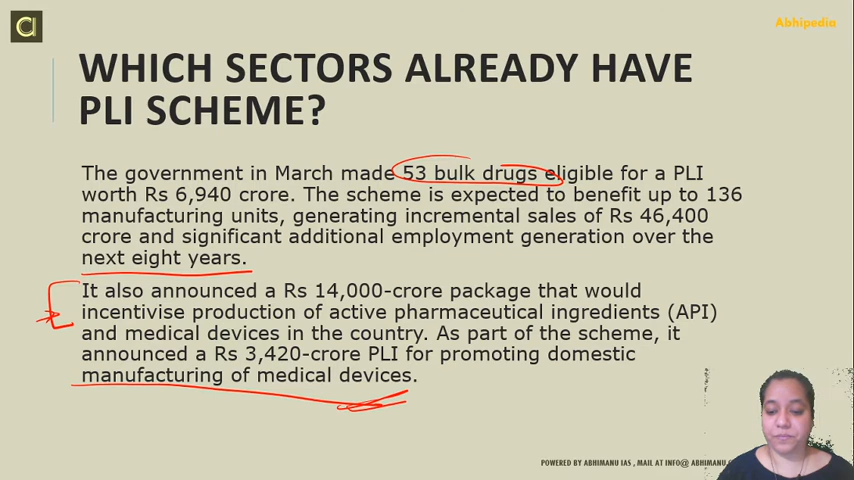 Abhipedia
WHICH SECTORS ALREADY HAVE
PLI SCHEME?
The government in March made 53 bulk drugs eligible for a PLI
worth Rs 6,940 crore. The scheme is expected to benefit up to 136
manufacturing units, generating incremental sales of Rs 46,400
crore and significant additional employment generation over the
next eight years.
It also announced a Rs 14,000-crore package that would
incentivise production of active pharmaceutical ingredients (API)
and medical devices in the country. As part of the scheme, it
announced a Rs 3,420-crore PLI for promoting domestic
manufacturing of medical devices.
POWERED BY ABHIMANU IAS , MAIL AT INFO@ ABHIMANU.